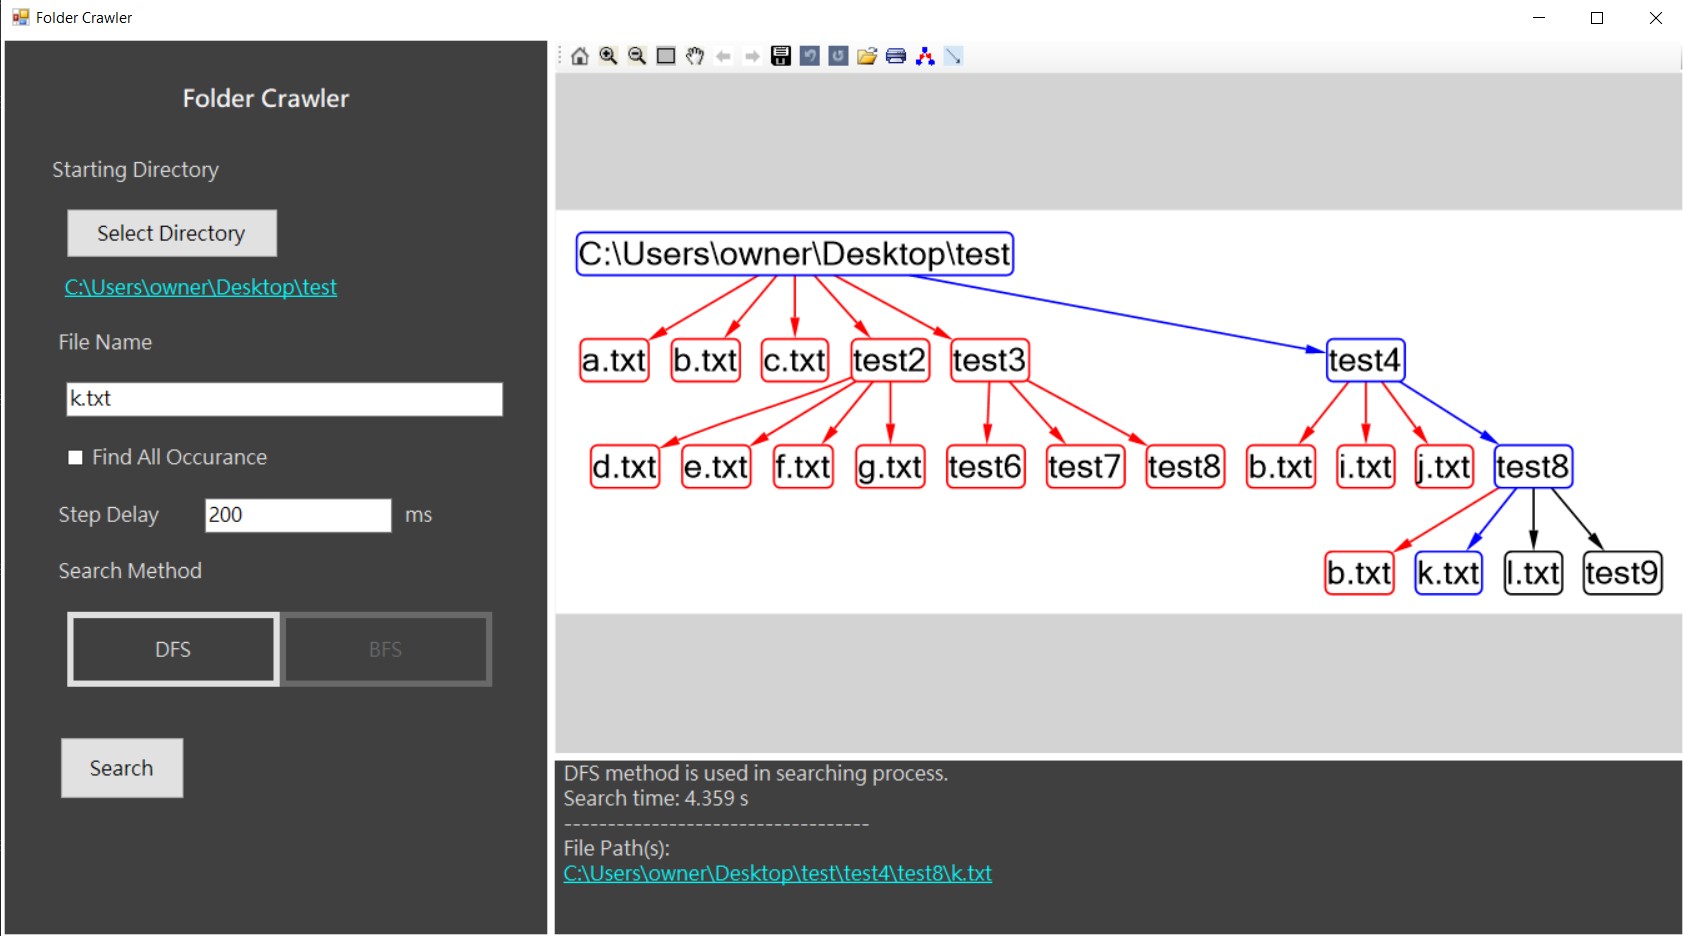 Folder Crawler
Folder Crawler
Starting Directory
Select Directory
C:\Users\owner\Desktop\test
File Name
k.txt
Find All Occurance
Step Delay 200 ms
Search Method
DFS BFS
Search
C:\Users\owner\Desktop\test
a.txt b.txt c.txt test2 test3 test4
d.txt e.txt f.txt g.txt test6 test7 test8 b.txt i.txt j.txt test8
b.txt k.txt l.txt test9
DFS method is used in searching process.
Search time: 4.359 s
-----------------------------------
File Path(s):
C:\Users\owner\Desktop\test\test4\test8\k.txt